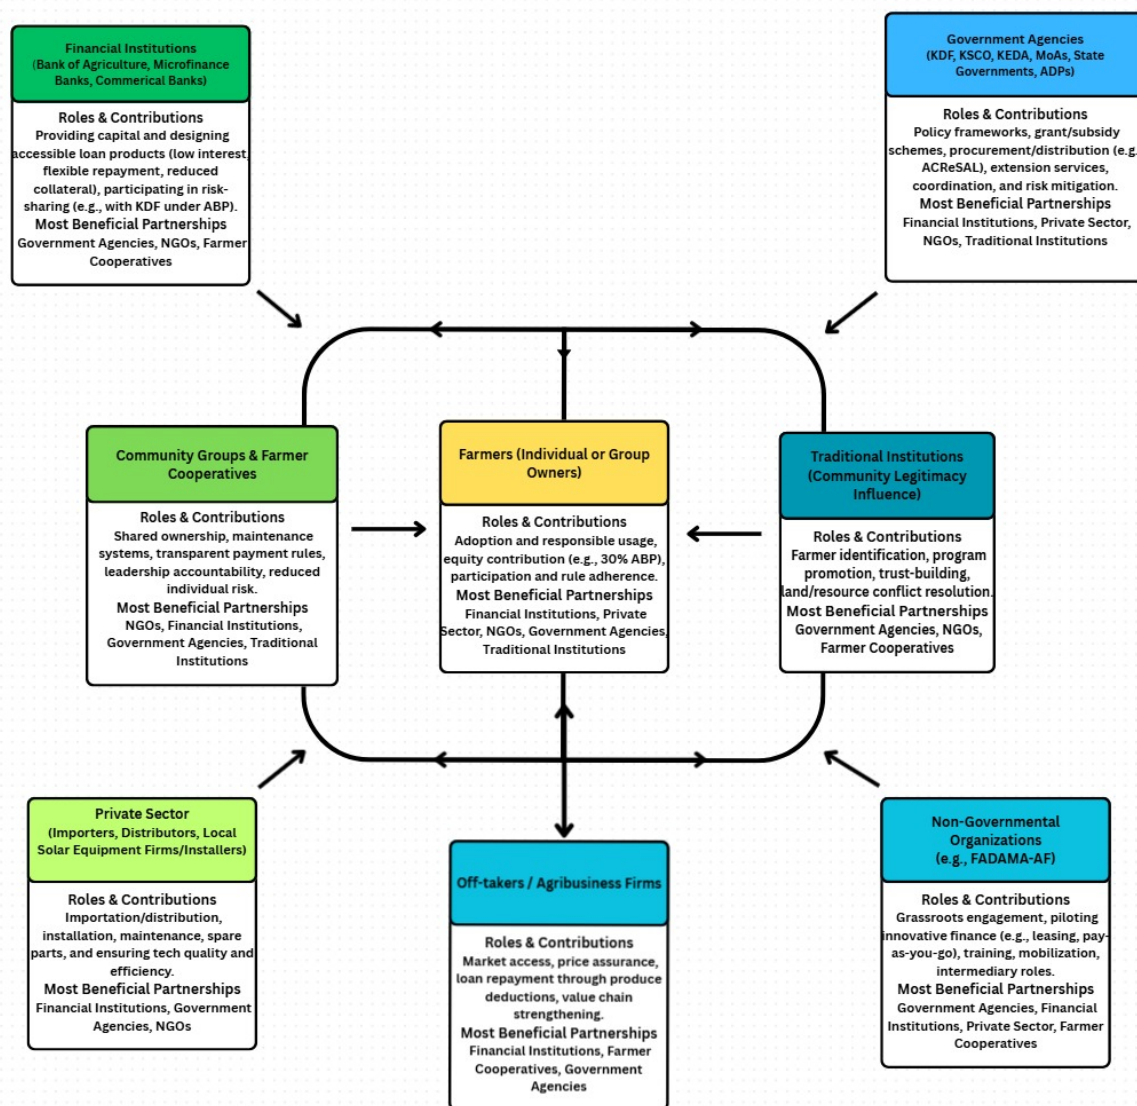 Financial Institutions
(Bank of Agriculture, Microfinance
Banks, Commerical Banks)
Roles & Contributions
Providing capital and designing
accessible loan products (low interest,
flexible repayment, reduced
collateral), participating in risk-
sharing (e.g., with KDF under ABP).
Most Beneficial Partnerships
Government Agencies, NGOs, Farmer
Cooperatives
Government Agencies
(KDF, KSCO, KEDA, MoAs, State
Governments, ADPs)
Roles & Contributions
Policy frameworks, grant/subsidy
schemes, procurement/distribution (e.g.
ACReSAL), extension services,
coordination, and risk mitigation.
Most Beneficial Partnerships
Financial Institutions, Private Sector,
NGOs, Traditional Institutions
Community Groups & Farmer
Cooperatives
Roles & Contributions
Shared ownership, maintenance
systems, transparent payment rules,
leadership accountability, reduced
individual risk.
Most Beneficial Partnerships
NGOs, Financial Institutions,
Government Agencies, Traditional
Institutions
Farmers (Individual or Group
Owners)
Roles & Contributions
Adoption and responsible usage,
equity contribution (e.g., 30% ABP),
participation and rule adherence.
Most Beneficial Partnerships
Financial Institutions, Private
Sector, NGOs, Government Agencies,
Traditional Institutions
Traditional Institutions
(Community Legitimacy
Influence)
Roles & Contributions
Farmer identification, program
promotion, trust-building,
land/resource conflict resolution.
Most Beneficial Partnerships
Government Agencies, NGOs,
Farmer Cooperatives
Private Sector
(Importers, Distributors, Local
Solar Equipment Firms/Installers)
Roles & Contributions
Importation/distribution,
installation, maintenance, spare
parts, and ensuring tech quality and
efficiency.
Most Beneficial Partnerships
Financial Institutions, Government
Agencies, NGOs
Off-takers / Agribusiness Firms
Roles & Contributions
Market access, price assurance,
loan repayment through produce
deductions, value chain
strengthening.
Most Beneficial Partnerships
Financial Institutions, Farmer
Cooperatives, Government
Agencies
Non-Governmental
Organizations
(e.g., FADAMA-AF)
Roles & Contributions
Grassroots engagement, piloting
innovative finance (e.g., leasing, pay-
as-you-go), training, mobilization,
intermediary roles.
Most Beneficial Partnerships
Government Agencies, Financial
Institutions, Private Sector, Farmer
Cooperatives